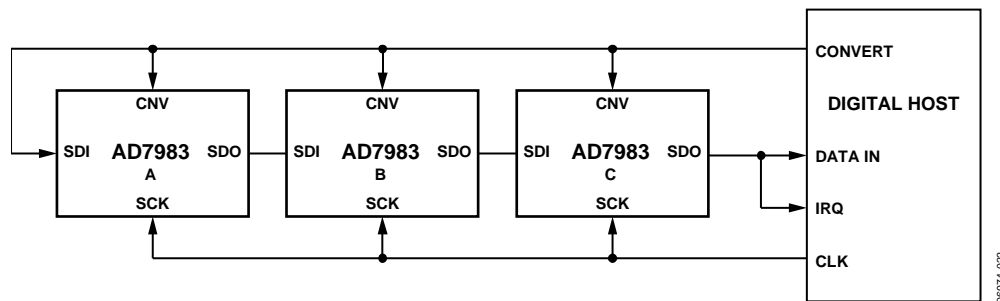 CONVERT
CNV
CNV
CNV
DIGITAL HOST
SDI AD7983 SDO
A
SDI AD7983 SDO
B
SDI AD7983 SDO
C
DATA IN
SCK
SCK
SCK
IRQ
CLK